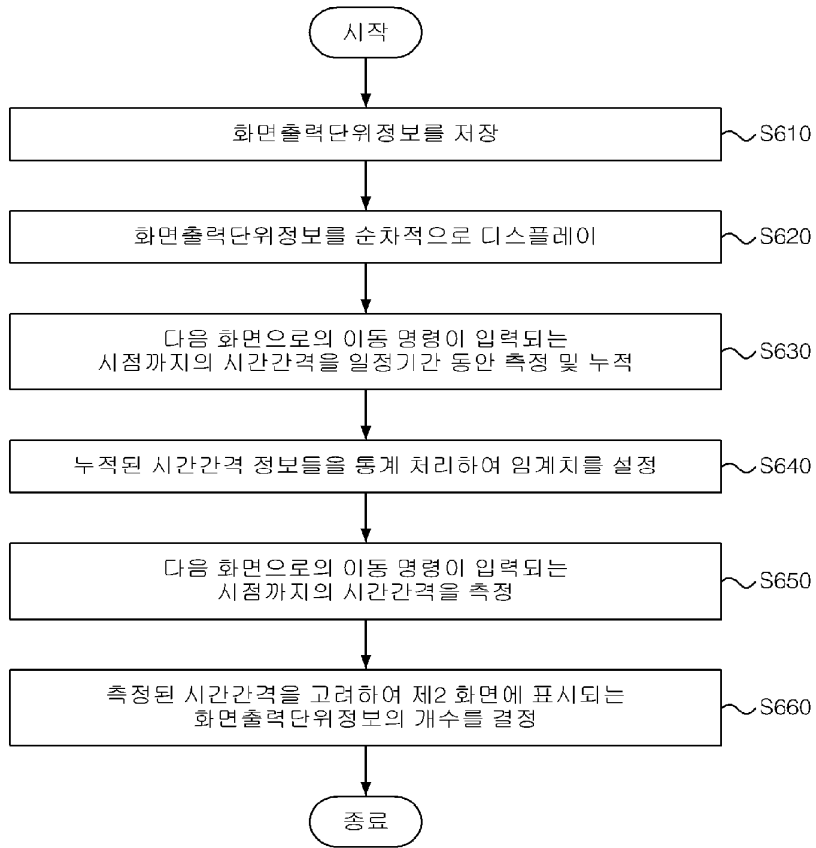 시작
화면출력단위정보를 저장
S610
화면출력단위정보를 순차적으로 디스플레이
S620
다음 화면으로의 이동 명령이 입력되는
시점까지의 시간간격을 일정기간 동안 측정 및 누적
S630
누적된 시간간격 정보들을 통계 처리하여 임계치를 설정
S640
다음 화면으로의 이동 명령이 입력되는
시점까지의 시간간격을 측정
S650
측정된 시간간격을 고려하여 제2 화면에 표시되는
화면출력단위정보의 개수를 결정
S660
종료